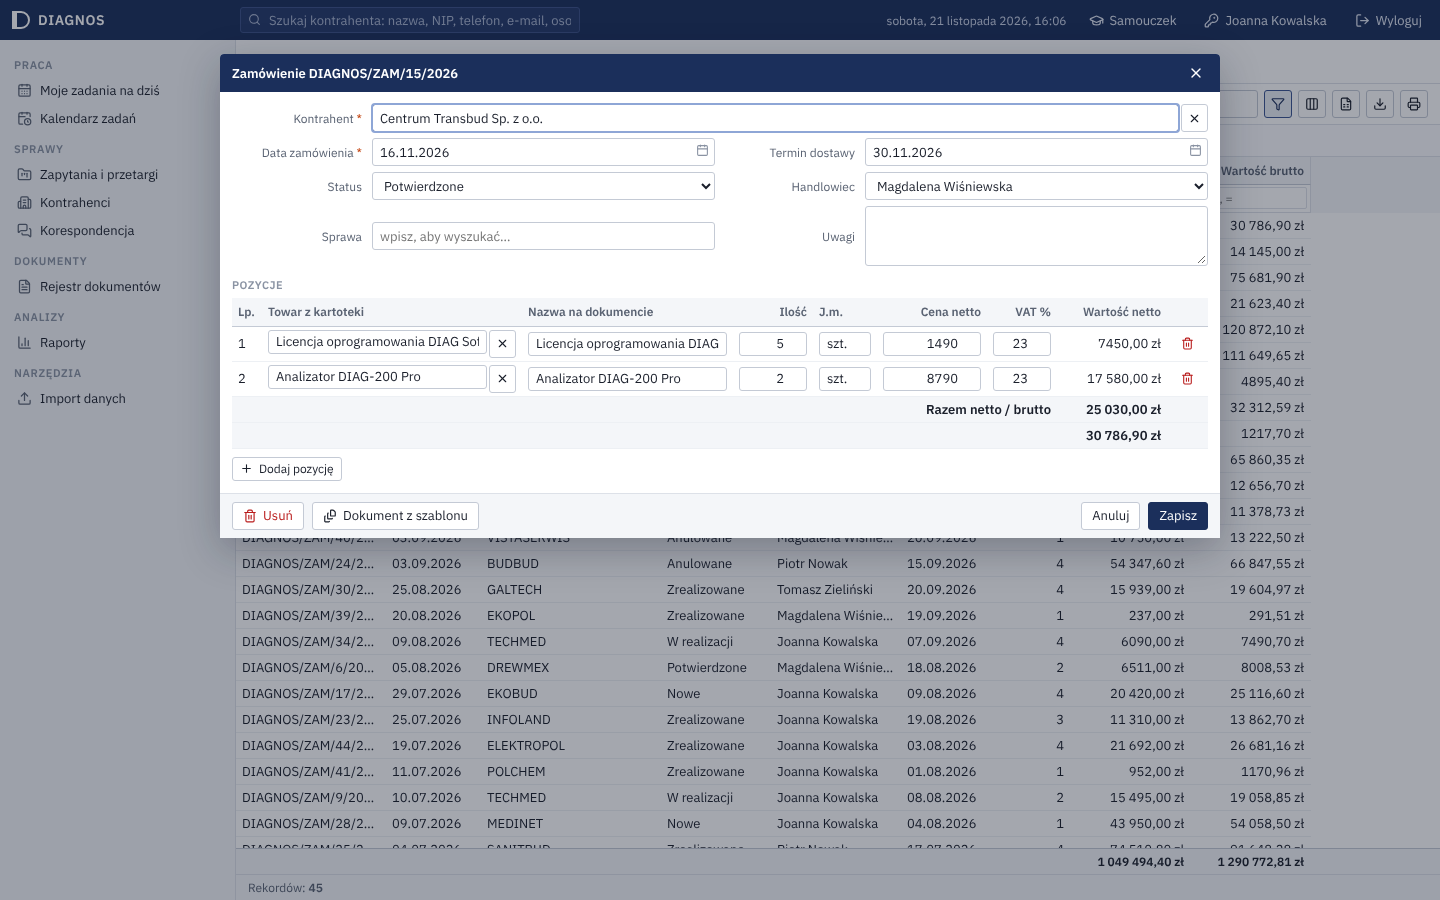 DIAGNOS
Szukaj kontrahenta: nazwa, NIP, telefon, e-mail, oso
sobota, 21 listopada 2026, 16:06
Samouczek
Joanna Kowalska
Wyloguj
PRACA
Moje zadania na dziś
Kalendarz zadań
SPRAWY
Zapytania i przetargi
Kontrahenci
Korespondencja
DOKUMENTY
Rejestr dokumentów
ANALIZY
Raporty
NARZĘDZIA
Import danych
Zamówienie DIAGNOS/ZAM/15/2026
Kontrahent * Centrum Transbud Sp. z o.o.
Data zamówienia * 16.11.2026 Termin dostawy 30.11.2026
Status Potwierdzone Handlowiec Magdalena Wiśniewska
Sprawa wpisz, aby wyszukać... Uwagi
POZYCJE
Lp. Towar z kartoteki Nazwa na dokumencie Ilość J.m. Cena netto VAT % Wartość netto
1 Licencja oprogramowania DIAG Sof Licencja oprogramowania DIAG 5 szt. 1490 23 7450,00 zł
2 Analizator DIAG-200 Pro Analizator DIAG-200 Pro 2 szt. 8790 23 17 580,00 zł
Razem netto / brutto 25 030,00 zł
30 786,90 zł
+ Dodaj pozycję
Usuń
Dokument z szablonu
Anuluj
Zapisz
Wartość brutto
=
30 786,90 zł
14 145,00 zł
75 681,90 zł
21 623,40 zł
120 872,10 zł
111 649,65 zł
4895,40 zł
32 312,59 zł
1217,70 zł
65 860,35 zł
12 656,70 zł
11 378,73 zł
13 222,50 zł
DIAGNOS/ZAM/24/2... 03.09.2026 BUDBUD Anulowane Piotr Nowak 15.09.2026 4 54 347,60 zł 66 847,55 zł
DIAGNOS/ZAM/30/2... 25.08.2026 GALTECH Zrealizowane Tomasz Zieliński 20.09.2026 4 15 939,00 zł 19 604,97 zł
DIAGNOS/ZAM/39/2... 20.08.2026 EKOPOL Zrealizowane Magdalena Wiśnie... 19.09.2026 1 237,00 zł 291,51 zł
DIAGNOS/ZAM/34/2... 09.08.2026 TECHMED W realizacji Joanna Kowalska 07.09.2026 4 6090,00 zł 7490,70 zł
DIAGNOS/ZAM/6/20... 05.08.2026 DREWMEX Potwierdzone Magdalena Wiśnie... 18.08.2026 2 6511,00 zł 8008,53 zł
DIAGNOS/ZAM/17/2... 29.07.2026 EKOBUD Nowe Joanna Kowalska 09.08.2026 4 20 420,00 zł 25 116,60 zł
DIAGNOS/ZAM/23/2... 25.07.2026 INFOLAND Zrealizowane Joanna Kowalska 19.08.2026 3 11 310,00 zł 13 862,70 zł
DIAGNOS/ZAM/44/2... 19.07.2026 ELEKTROPOL Zrealizowane Joanna Kowalska 03.08.2026 4 21 692,00 zł 26 681,16 zł
DIAGNOS/ZAM/41/2... 11.07.2026 POLCHEM Zrealizowane Joanna Kowalska 01.08.2026 1 952,00 zł 1170,96 zł
DIAGNOS/ZAM/9/20... 10.07.2026 TECHMED W realizacji Joanna Kowalska 08.08.2026 2 15 495,00 zł 19 058,85 zł
DIAGNOS/ZAM/28/2... 09.07.2026 MEDINET Nowe Joanna Kowalska 04.08.2026 1 43 950,00 zł 54 058,50 zł
1 049 494,40 zł 1 290 772,81 zł
Rekordów: 45